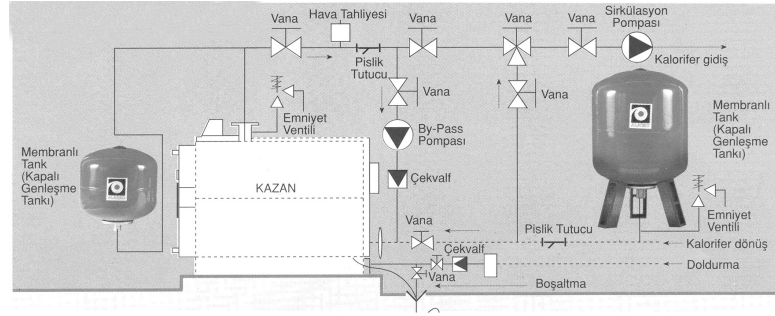 Hava Tahliyesi
Vana
Vana
Vana
Vana
Sirkülasyon
Pompası
Kalorifer gidiş
Pislik
Tutucu
Vana
Vana
Emniyet
Ventili
By-Pass
Pompası
Membranlı
Tank
(Kapalı
Genleşme
Tankı)
Membranlı
Tank
(Kapalı
Genleşme
Tankı)
KAZAN
Çekvalf
Vana
Pislik Tutucu
Emniyet
Ventili
Kalorifer dönüş
Çekvalf
Doldurma
Vana
Boşaltma